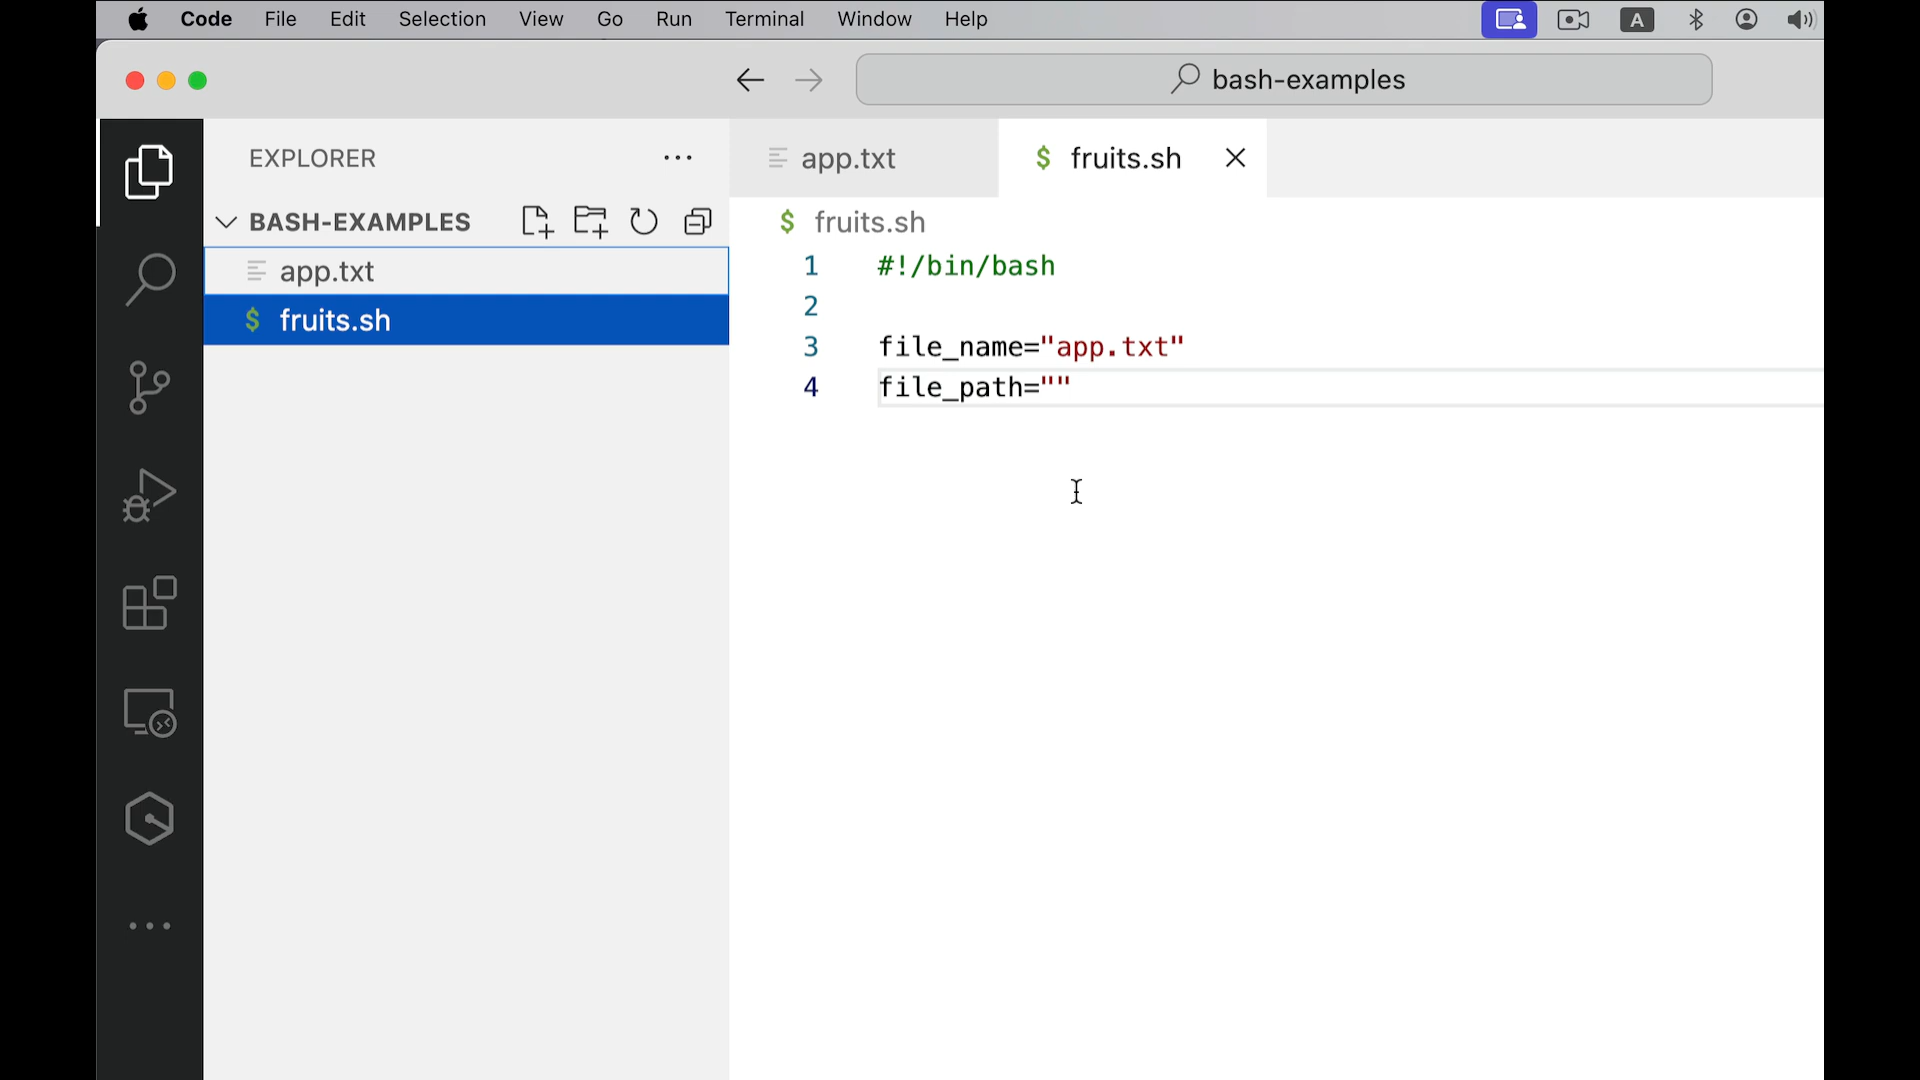 Code File Edit Selection View Go Run Terminal Window Help A
bash-examples
EXPLORER
BASH-EXAMPLES
app.txt
$ fruits.sh
app.txt
$ fruits.sh
$ fruits.sh
1 #!/bin/bash
2
3 file_name="app.txt"
4 file_path=""